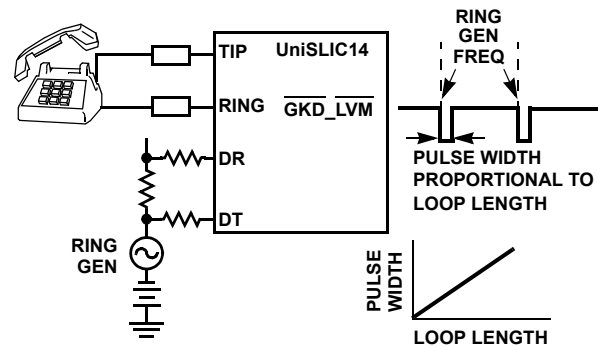 RING
GEN
FREQ
TIP
UniSLIC14
RING
GKD_LVM
DR
PULSE WIDTH
PROPORTIONAL TO
LOOP LENGTH
DT
RING
GEN
PULSE
WIDTH
LOOP LENGTH